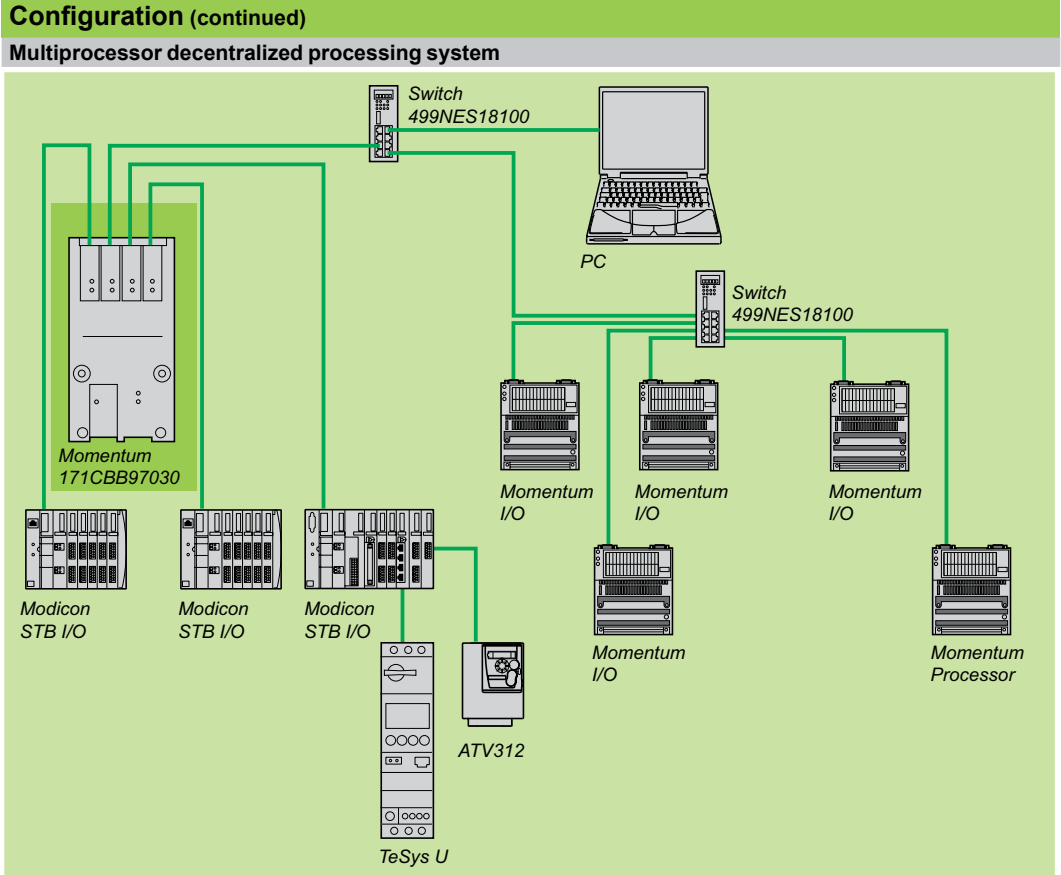 Configuration (continued)
Multiprocessor decentralized processing system
Switch
499NES18100
PC
Switch
499NES18100
Momentum
171CBB97030
Momentum
I/O
Momentum
I/O
Momentum
I/O
Modicon
STB I/O
Modicon
STB I/O
Modicon
STB I/O
Momentum
I/O
Momentum
Processor
ATV312
TeSys U